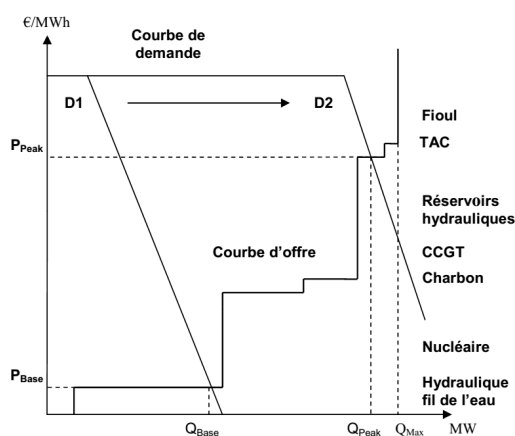 €/MWh
Courbe de
demande
D1
D2
Fioul
TAC
P_Peak
Réservoirs
hydrauliques
Courbe d'offre
CCGT
Charbon
Nucléaire
P_Base
Hydraulique
fil de l'eau
Q_Base
Q_Peak
Q_Max
MW